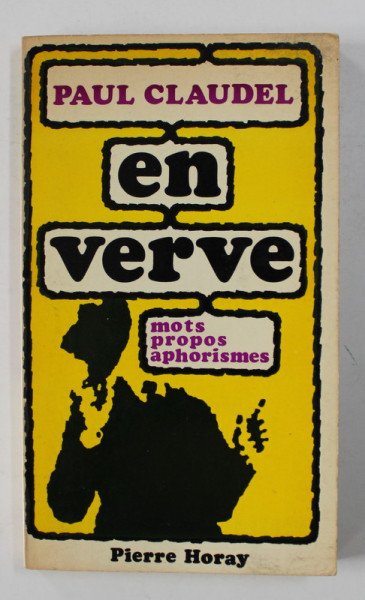 PAUL CLAUDEL
en
verve
mots
propos
aphorismes
Pierre Horay